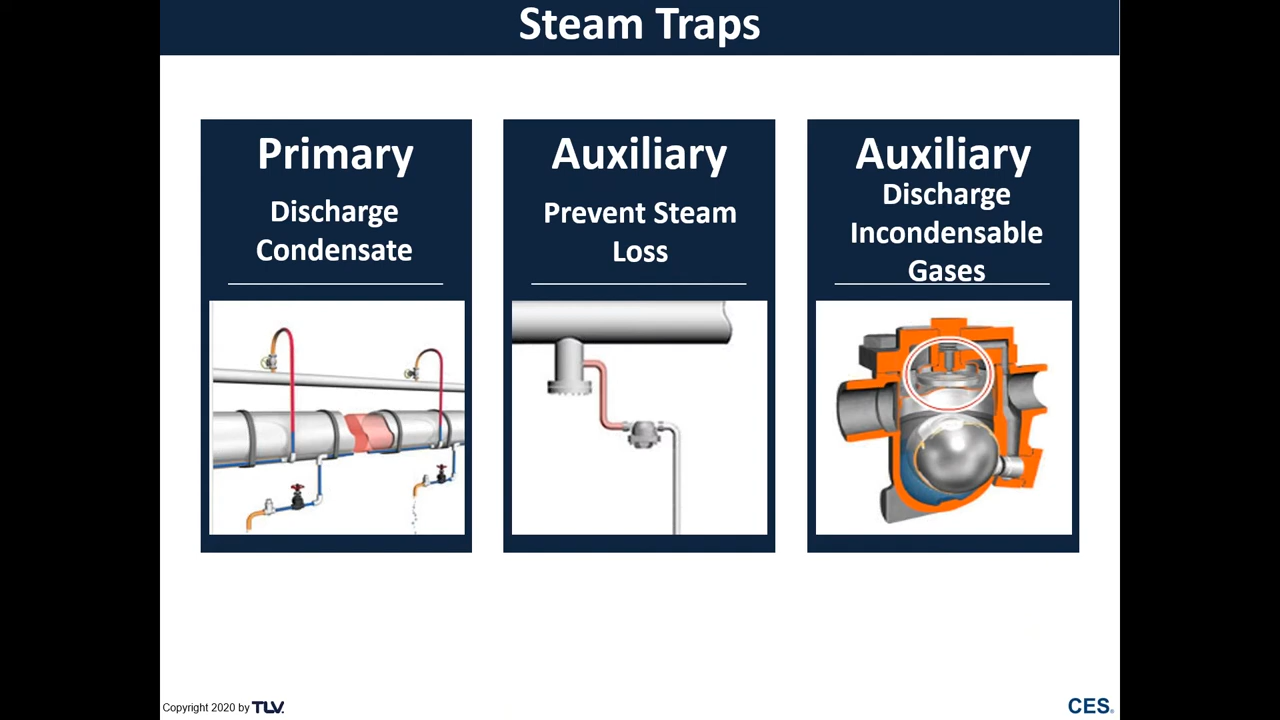 Steam Traps
Primary
Discharge
Condensate
Auxiliary
Prevent Steam
Loss
Auxiliary
Discharge
Incondensable
Gases
Copyright 2020 by TLV.
CES®